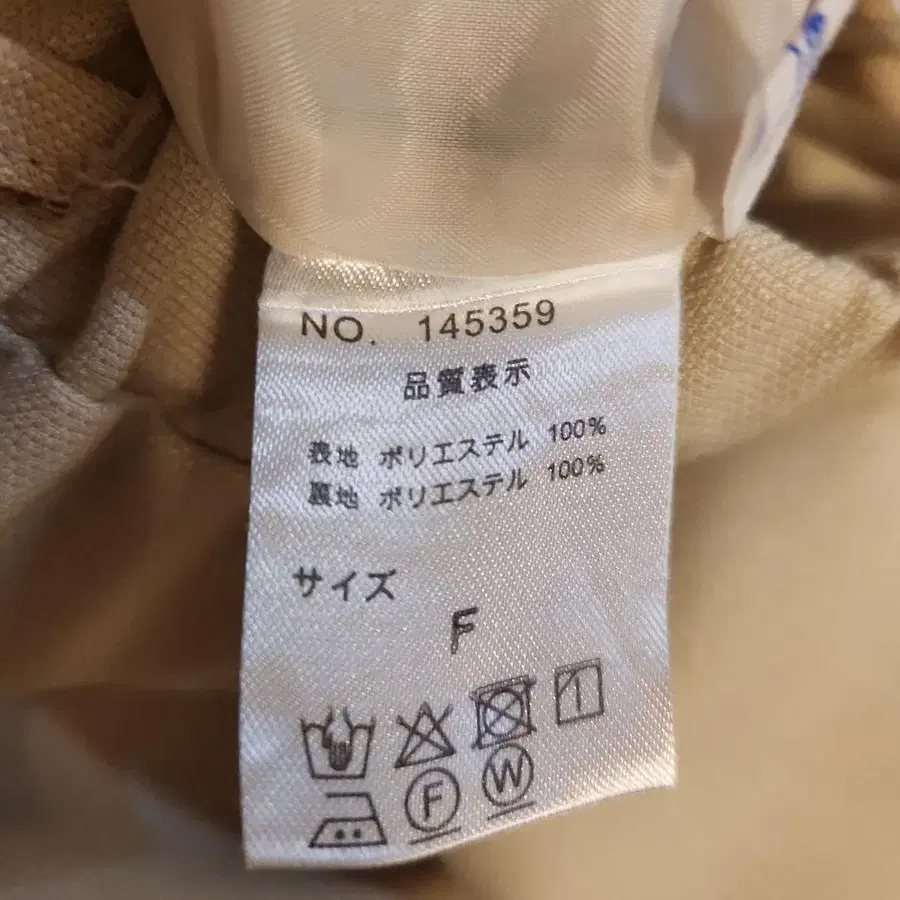 NO. 145359
品質表示
表地 ポリエステル 100%
裏地 ポリエステル 100%
サイズ
F
F W